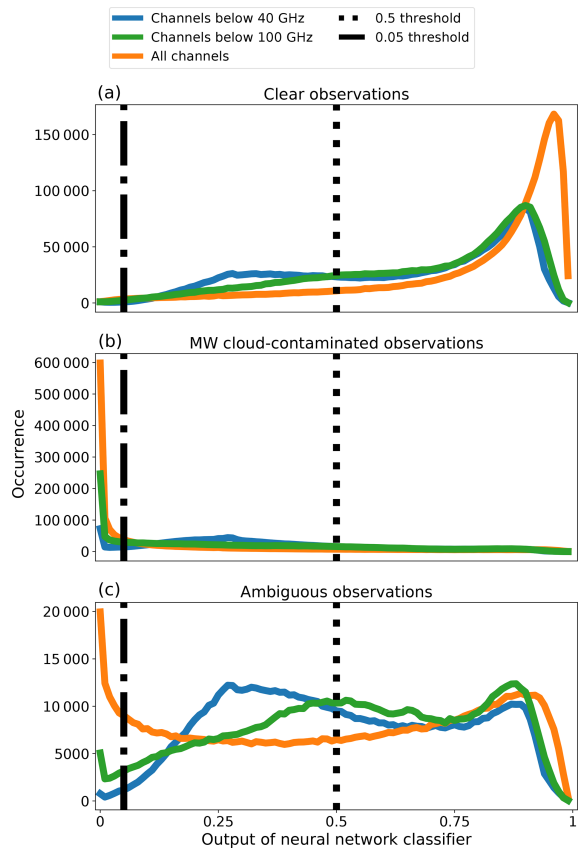 Channels below 40 GHz
Channels below 100 GHz
All channels
0.5 threshold
0.05 threshold
(a)
Clear observations
150 000
100 000
50 000
0
(b)
MW cloud-contaminated observations
600 000
500 000
400 000
300 000
200 000
100 000
0
Occurrence
(c)
Ambiguous observations
20 000
15 000
10 000
5000
0
0 0.25 0.5 0.75 1
Output of neural network classifier